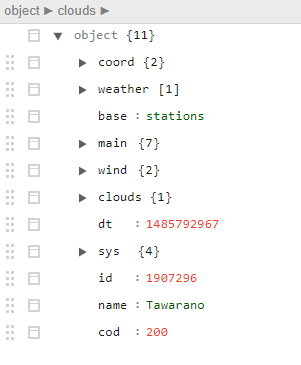 object ▶ clouds ▶
▼ object {11}
▶ coord {2}
▶ weather [1]
base : stations
▶ main {7}
▶ wind {2}
▶ clouds {1}
dt : 1485792967
▶ sys {4}
id : 1907296
name : Tawarano
cod : 200